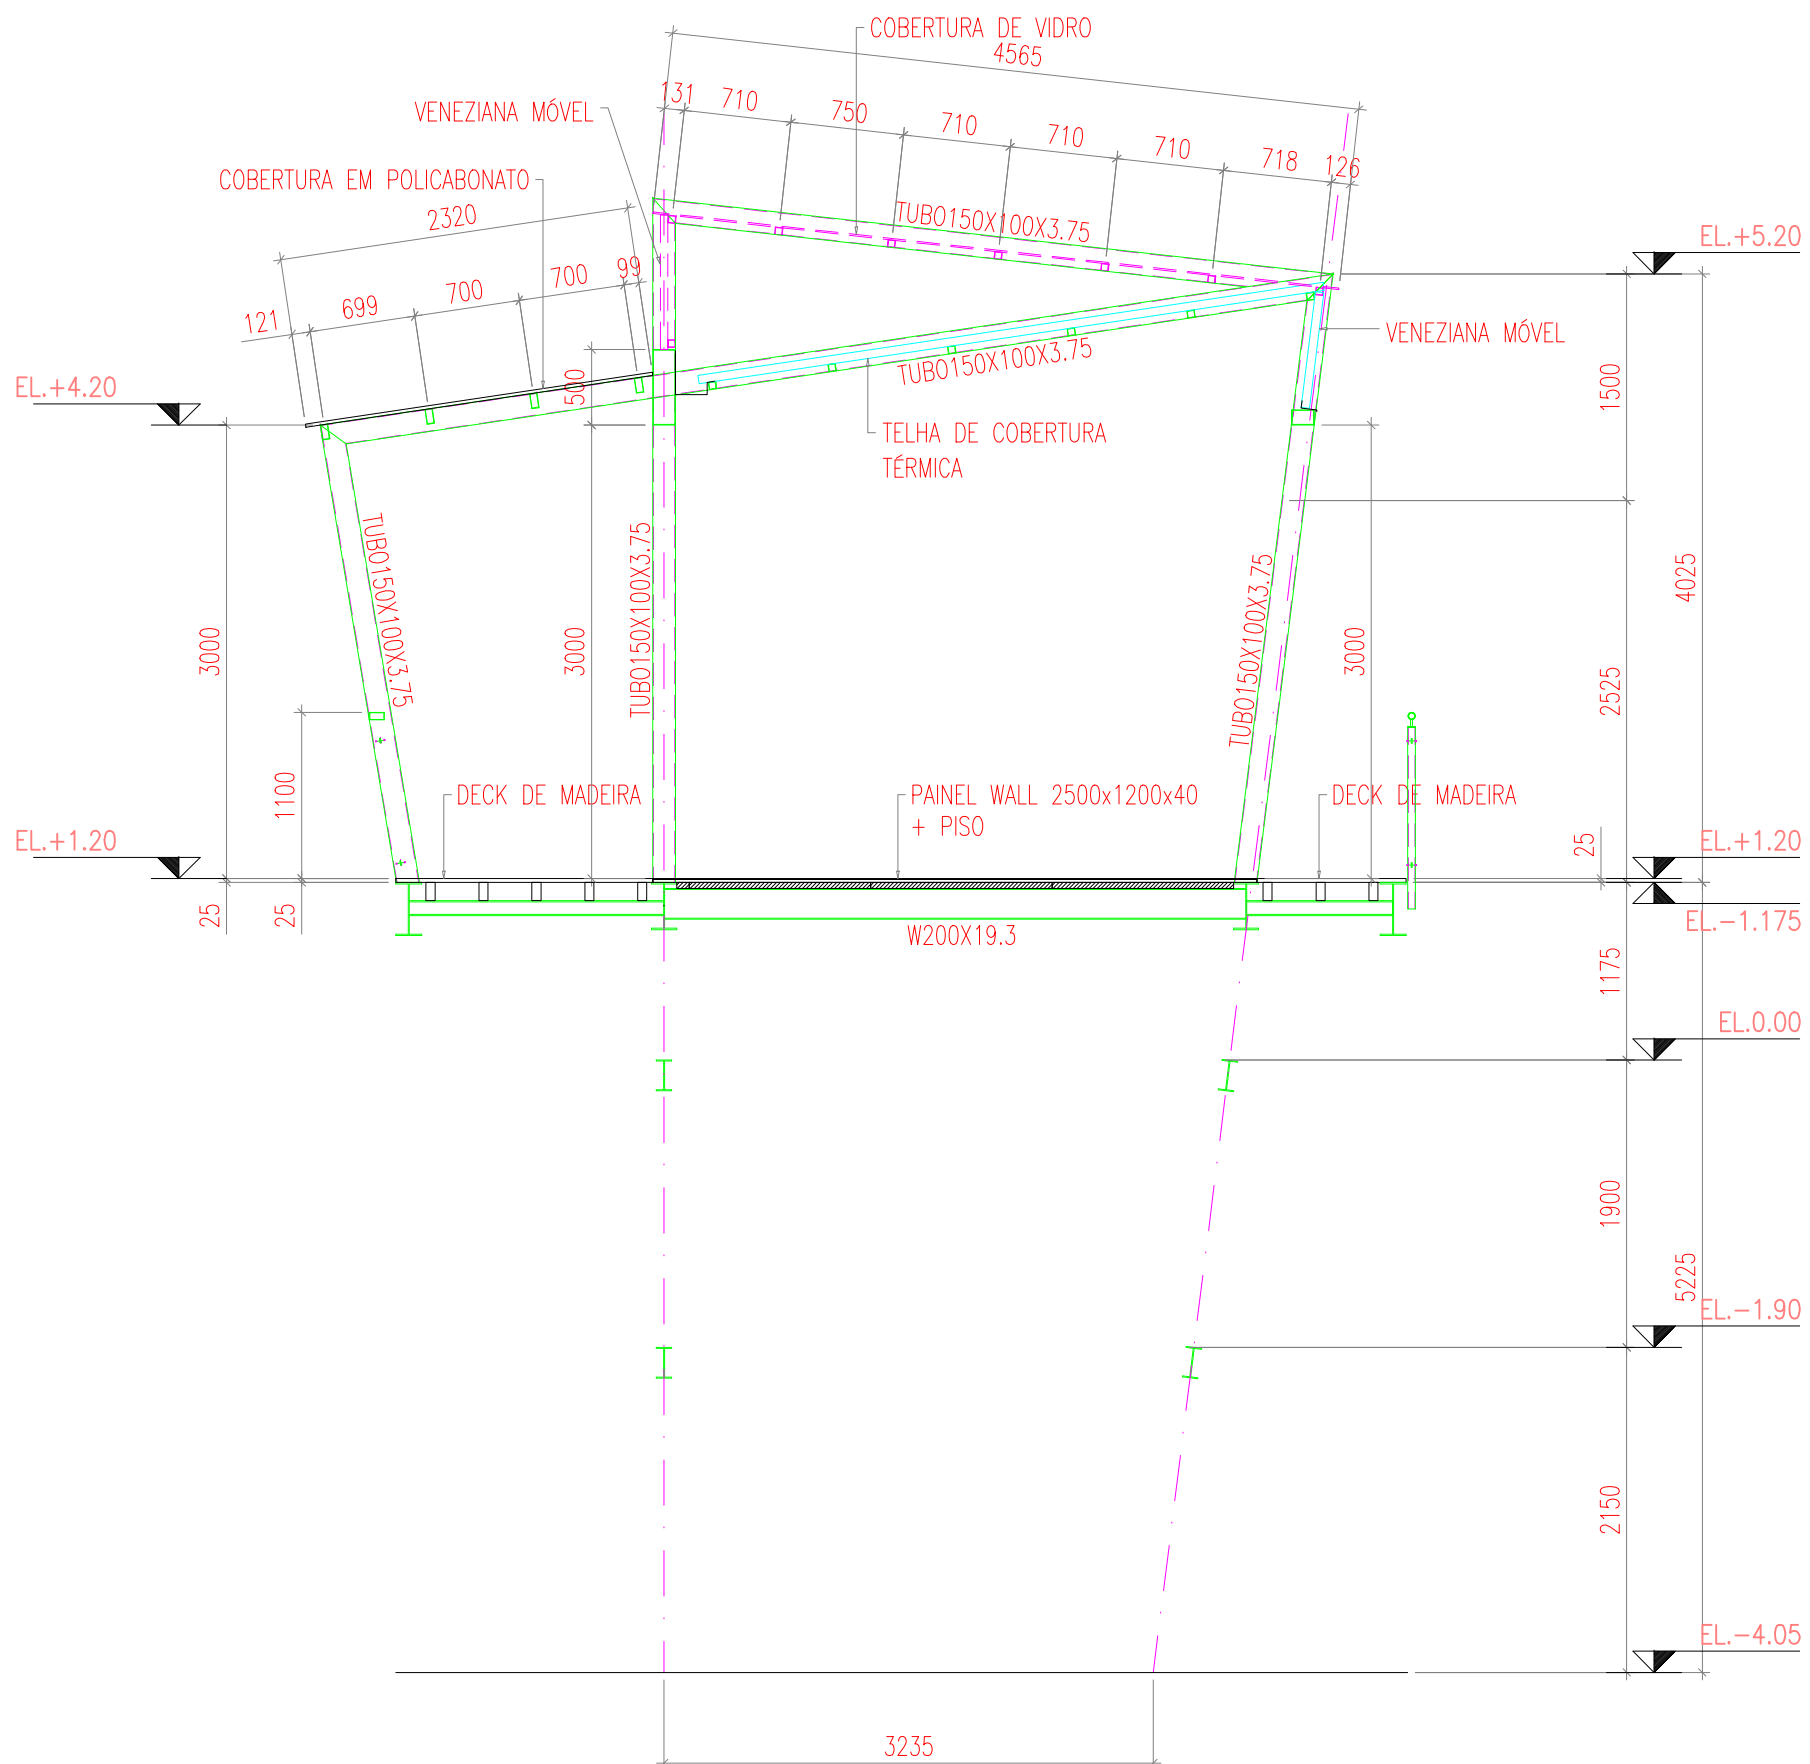 COBERTURA DE VIDRO
4565
131
710
750
710
710
710
718
126
VENEZIANA MÓVEL
COBERTURA EM POLICABONATO
2320
TUBO150X100X3.75
EL.+5.20
121
699
700
700
99
VENEZIANA MÓVEL
TUBO150X100X3.75
EL.+4.20
500
1500
TELHA DE COBERTURA
TÉRMICA
TUBO150X100X3.75
TUBO150X100X3.75
TUBO150X100X3.75
4025
3000
3000
3000
2525
1100
DECK DE MADEIRA
PAINEL WALL 2500x1200x40
+ PISO
DECK DE MADEIRA
EL.+1.20
25
EL.+1.20
25
25
EL.-1.175
W200X19.3
1175
EL.0.00
1900
5225
EL.-1.90
2150
EL.-4.05
3235